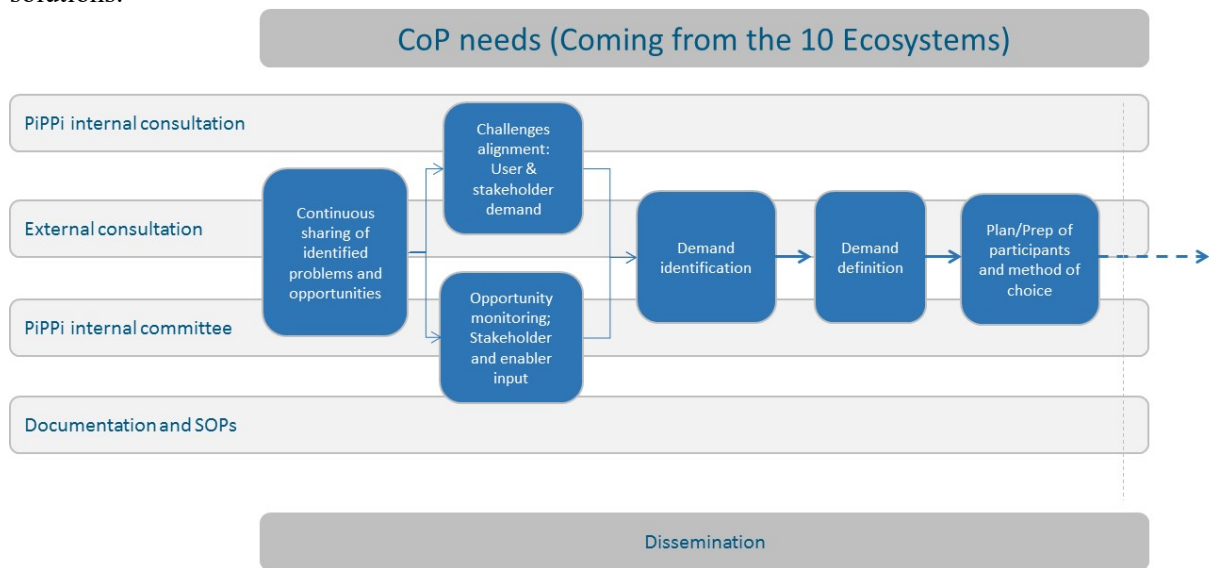 solutions.
CoP needs (Coming from the 10 Ecosystems)
PiPPi internal consultation
Challenges
alignment:
User &
stakeholder
demand
External consultation
Continuous
sharing of
identified
problems and
opportunities
Demand
identification
Demand
definition
Plan/Prep of
participants
and method of
choice
PiPPi internal committee
Opportunity
monitoring;
Stakeholder
and enabler
input
Documentation and SOPs
Dissemination